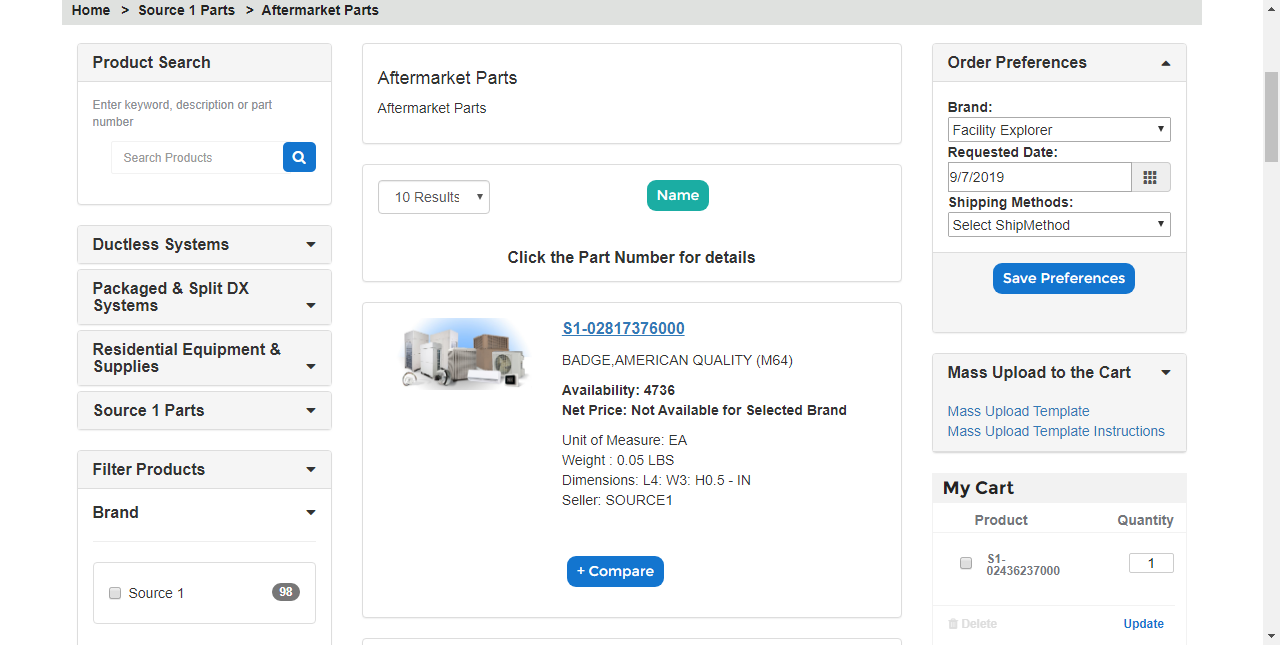 Home > Source 1 Parts > Aftermarket Parts
Product Search
Enter keyword, description or part
number
Search Products
Ductless Systems
Packaged & Split DX
Systems
Residential Equipment &
Supplies
Source 1 Parts
Filter Products
Brand
Source 1
98
Aftermarket Parts
Aftermarket Parts
10 Results
Name
Click the Part Number for details
S1-02817376000
BADGE,AMERICAN QUALITY (M64)
Availability: 4736
Net Price: Not Available for Selected Brand
Unit of Measure: EA
Weight : 0.05 LBS
Dimensions: L4: W3: H0.5 - IN
Seller: SOURCE1
+ Compare
Order Preferences
Brand:
Facility Explorer
Requested Date:
9/7/2019
Shipping Methods:
Select ShipMethod
Save Preferences
Mass Upload to the Cart
Mass Upload Template
Mass Upload Template Instructions
My Cart
Product Quantity
S1-
02436237000
1
Delete Update